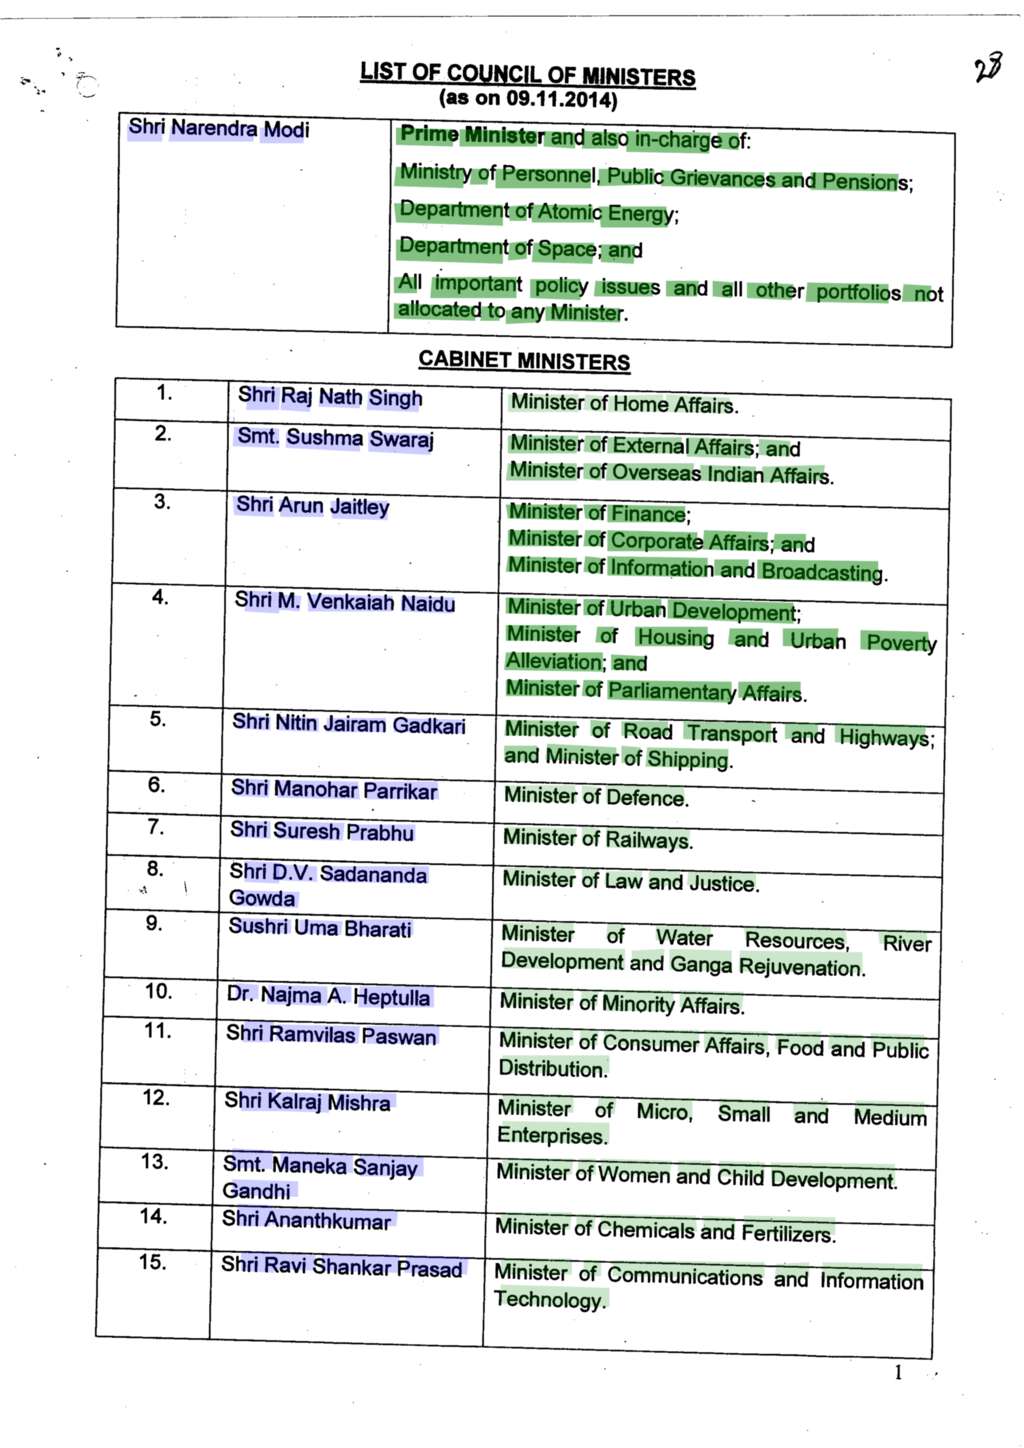 28
LIST OF COUNCIL OF MINISTERS
(as on 09.11.2014)
Shri Narendra Modi
Prime Minister and also in-charge of:
Ministry of Personnel, Public Grievances and Pensions;
Department of Atomic Energy;
Department of Space; and
All important policy issues and all other portfolios not
allocated to any Minister.
CABINET MINISTERS
1. Shri Raj Nath Singh Minister of Home Affairs.
2. Smt. Sushma Swaraj Minister of External Affairs; and
Minister of Overseas Indian Affairs.
3. Shri Arun Jaitley Minister of Finance;
Minister of Corporate Affairs; and
Minister of Information and Broadcasting.
4. Shri M. Venkaiah Naidu Minister of Urban Development;
Minister of Housing and Urban Poverty
Alleviation; and
Minister of Parliamentary Affairs.
5. Shri Nitin Jairam Gadkari Minister of Road Transport and Highways;
and Minister of Shipping.
6. Shri Manohar Parrikar Minister of Defence.
7. Shri Suresh Prabhu Minister of Railways.
8. Shri D.V. Sadananda Minister of Law and Justice.
Gowda
9. Sushri Uma Bharati Minister of Water Resources, River
Development and Ganga Rejuvenation.
10. Dr. Najma A. Heptulla Minister of Minority Affairs.
11. Shri Ramvilas Paswan Minister of Consumer Affairs, Food and Public
Distribution.
12. Shri Kalraj Mishra Minister of Micro, Small and Medium
Enterprises.
13. Smt. Maneka Sanjay Minister of Women and Child Development.
Gandhi
14. Shri Ananthkumar Minister of Chemicals and Fertilizers.
15. Shri Ravi Shankar Prasad Minister of Communications and Information
Technology.
1